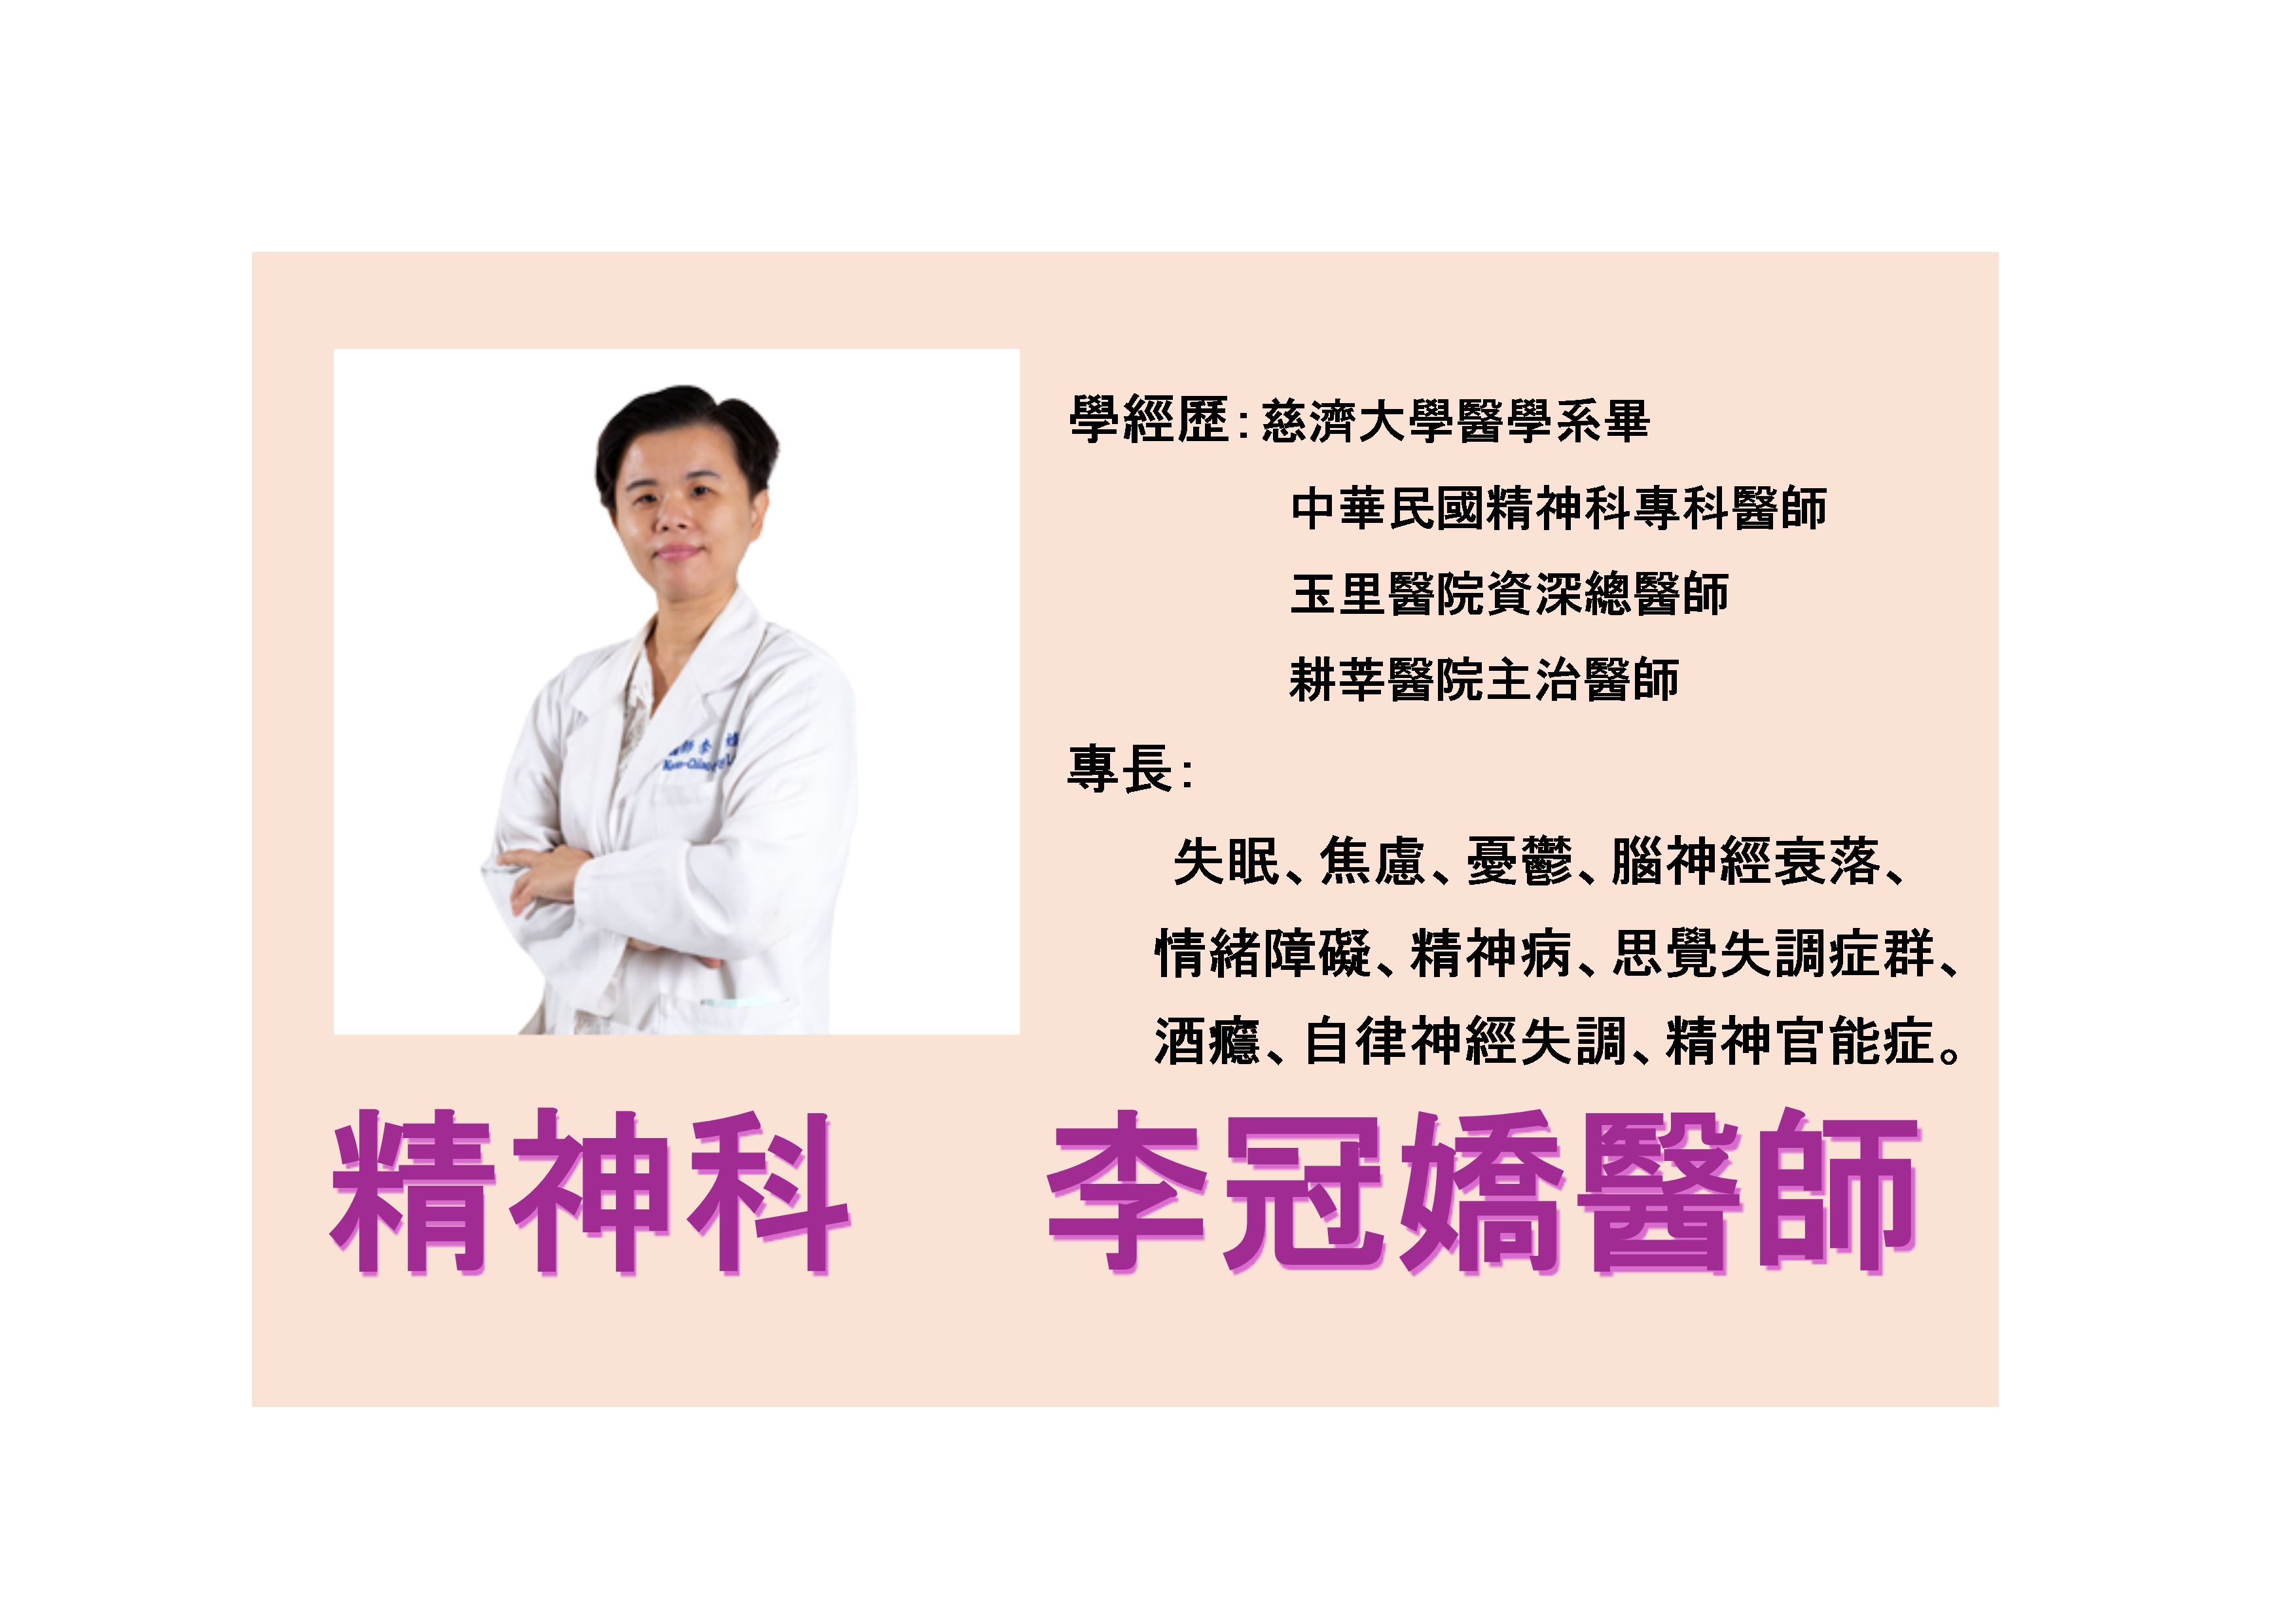 學經歷：慈濟大學醫學系畢
中華民國精神科專科醫師
玉里醫院資深總醫師
耕莘醫院主治醫師
專長：
失眠、焦慮、憂鬱、腦神經衰落、
情緒障礙、精神病、思覺失調症群、
酒癮、自律神經失調、精神官能症。
精神科 李冠嬌醫師